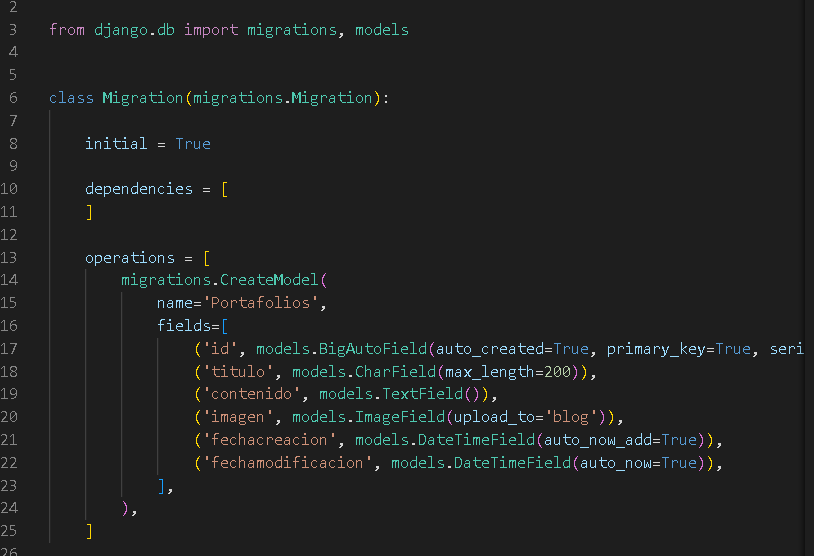 2
3 from django.db import migrations, models
4
5
6 class Migration(migrations.Migration):
7
8 initial = True
9
10 dependencies = [
11 ]
12
13 operations = [
14 migrations.CreateModel(
15 name='Portafolios',
16 fields=[
17 ('id', models.BigAutoField(auto_created=True, primary_key=True, seri
18 ('titulo', models.CharField(max_length=200)),
19 ('contenido', models.TextField()),
20 ('imagen', models.ImageField(upload_to='blog')),
21 ('fechacreacion', models.DateTimeField(auto_now_add=True)),
22 ('fechamodificacion', models.DateTimeField(auto_now=True)),
23 ],
24 ),
25 ]
26